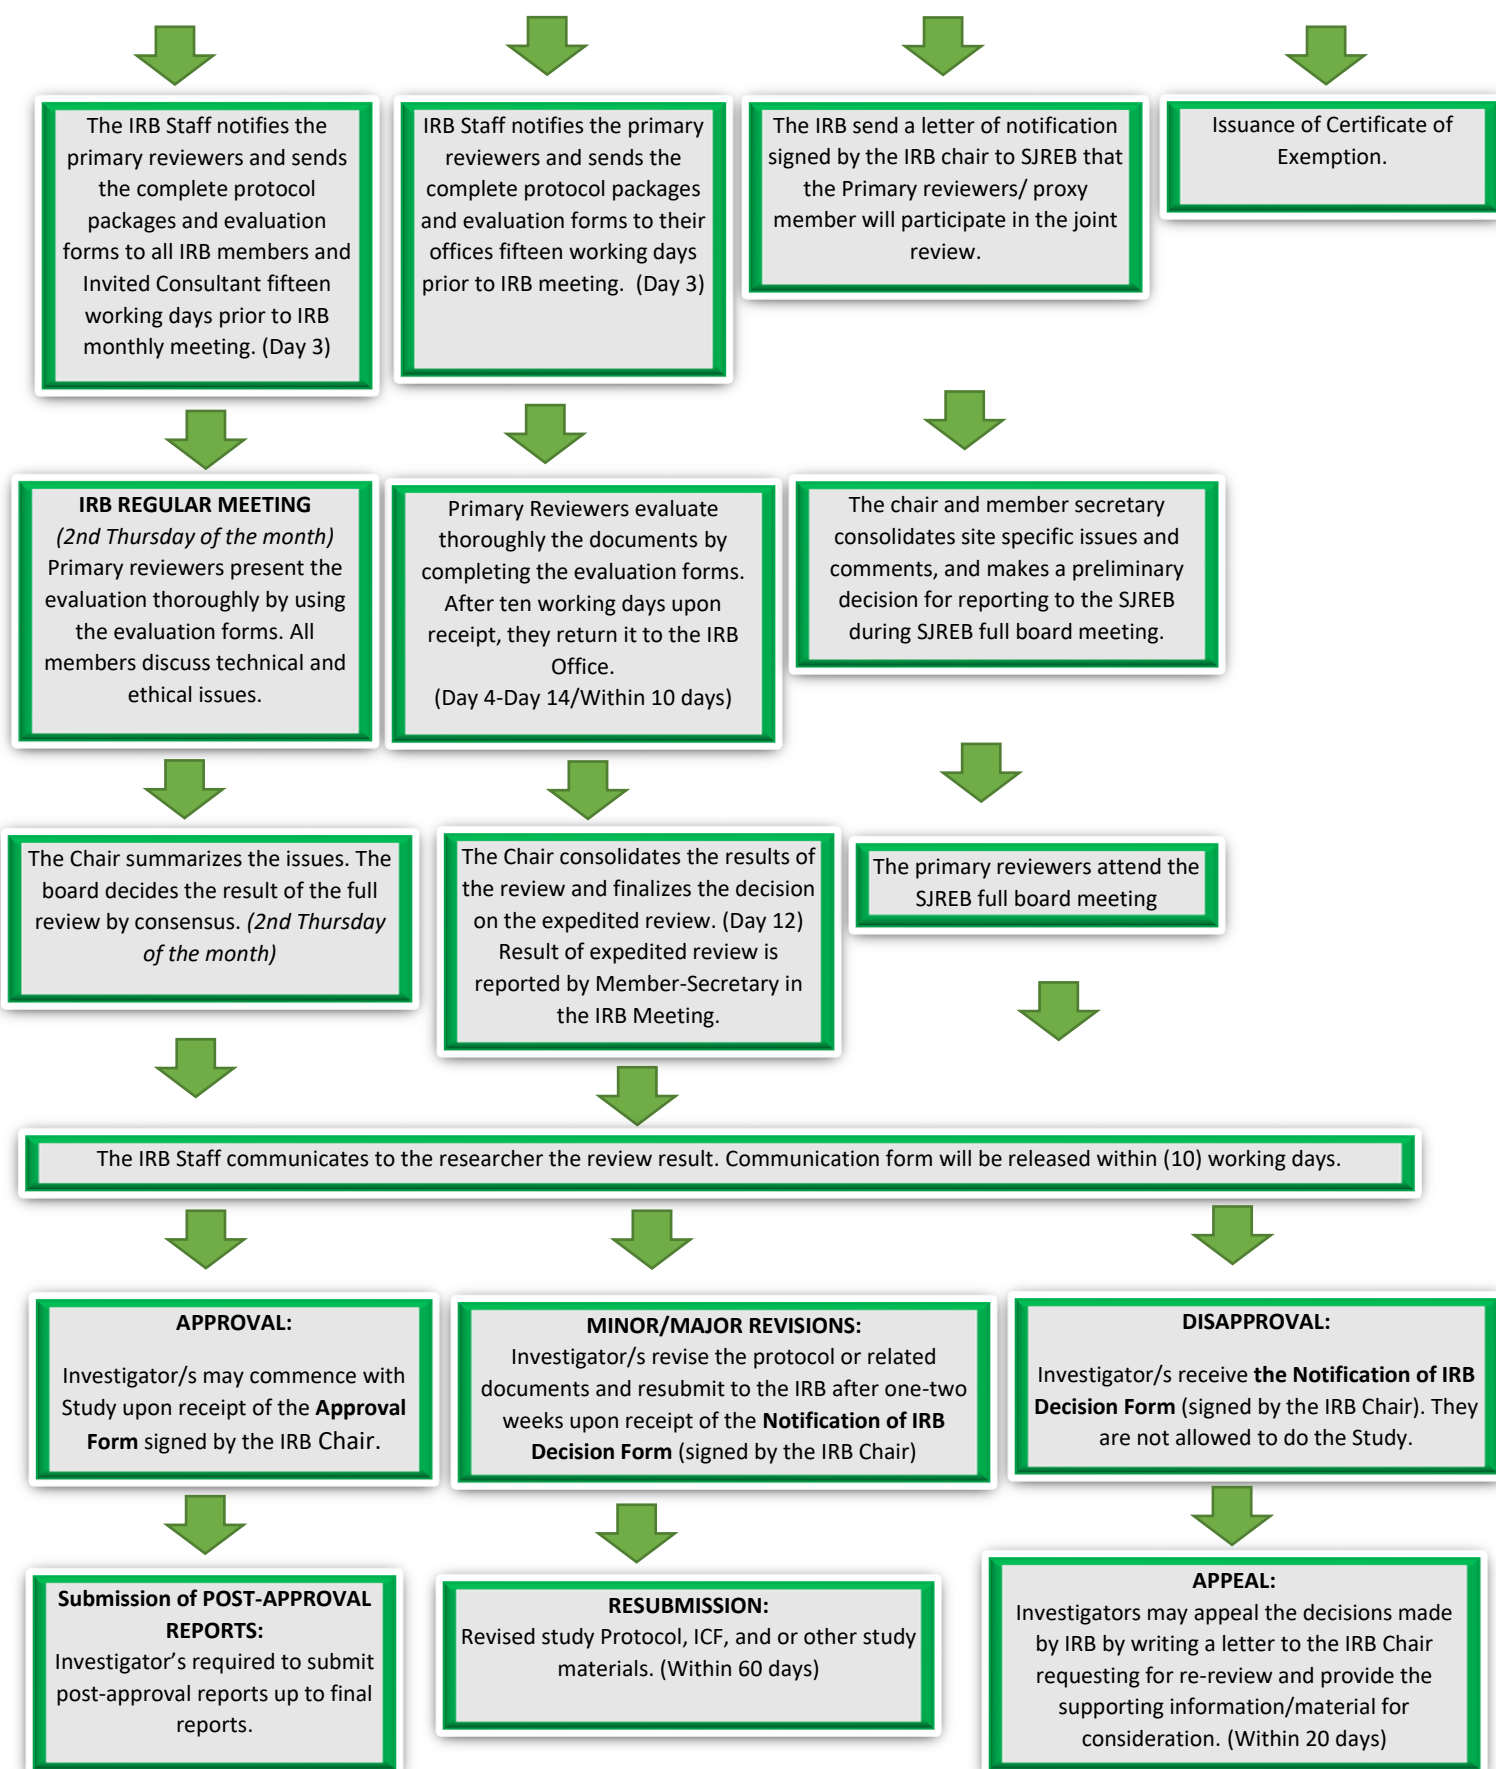 The IRB Staff notifies the
primary reviewers and sends
the complete protocol
packages and evaluation
forms to all IRB members and
Invited Consultant fifteen
working days prior to IRB
monthly meeting. (Day 3)
IRB Staff notifies the primary
reviewers and sends the
complete protocol packages
and evaluation forms to their
offices fifteen working days
prior to IRB meeting.  (Day 3)
The IRB send a letter of notification
signed by the IRB chair to SJREB that
the Primary reviewers/ proxy
member will participate in the joint
review.
Issuance of Certificate of
Exemption.
IRB REGULAR MEETING
(2nd Thursday of the month)
Primary reviewers present the
evaluation thoroughly by using
the evaluation forms. All
members discuss technical and
ethical issues.
Primary Reviewers evaluate
thoroughly the documents by
completing the evaluation forms.
After ten working days upon
receipt, they return it to the IRB
Office.
(Day 4-Day 14/Within 10 days)
The chair and member secretary
consolidates site specific issues and
comments, and makes a preliminary
decision for reporting to the SJREB
during SJREB full board meeting.
The Chair summarizes the issues. The
board decides the result of the full
review by consensus. (2nd Thursday
of the month)
The Chair consolidates the results of
the review and finalizes the decision
on the expedited review. (Day 12)
Result of expedited review is
reported by Member-Secretary in
the IRB Meeting.
The primary reviewers attend the
SJREB full board meeting
The IRB Staff communicates to the researcher the review result. Communication form will be released within (10) working days.
APPROVAL:
Investigator/s may commence with
Study upon receipt of the Approval
Form signed by the IRB Chair.
MINOR/MAJOR REVISIONS:
Investigator/s revise the protocol or related
documents and resubmit to the IRB after one-two
weeks upon receipt of the Notification of IRB
Decision Form (signed by the IRB Chair)
DISAPPROVAL:
Investigator/s receive the Notification of IRB
Decision Form (signed by the IRB Chair). They
are not allowed to do the Study.
Submission of POST-APPROVAL
REPORTS:
Investigator’s required to submit
post-approval reports up to final
reports.
RESUBMISSION:
Revised study Protocol, ICF, and or other study
materials. (Within 60 days)
APPEAL:
Investigators may appeal the decisions made
by IRB by writing a letter to the IRB Chair
requesting for re-review and provide the
supporting information/material for
consideration. (Within 20 days)